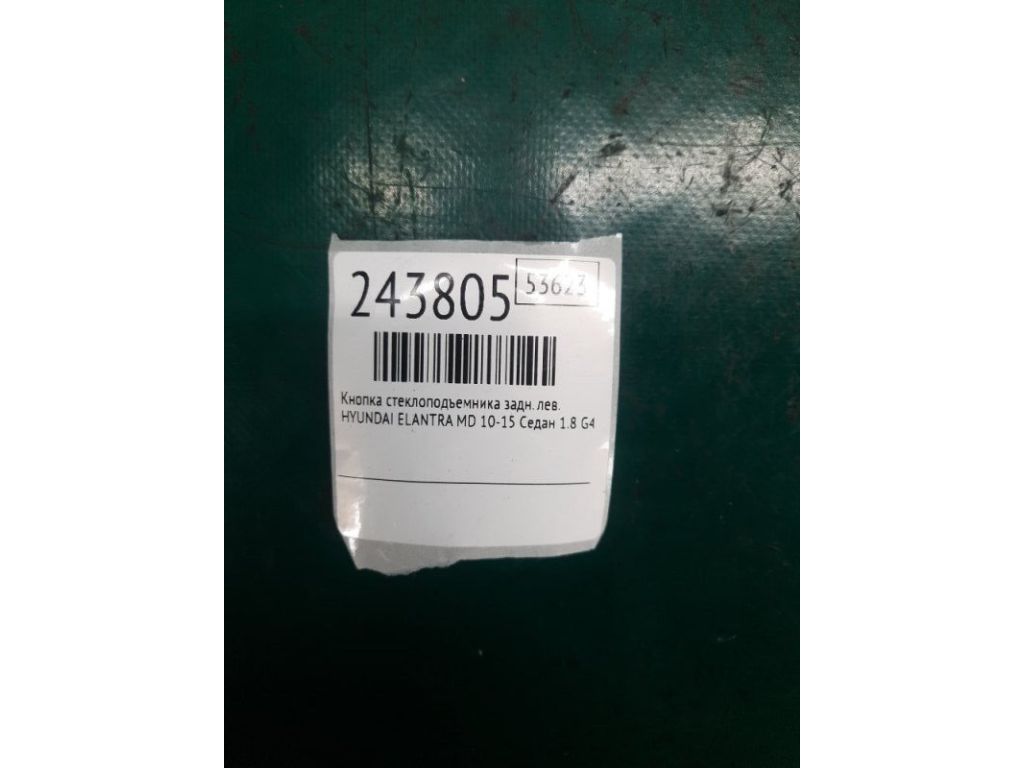 243805 53623
Кнопка стеклоподъемника задн. лев.
HYUNDAI ELANTRA MD 10-15 Седан 1.8 G4